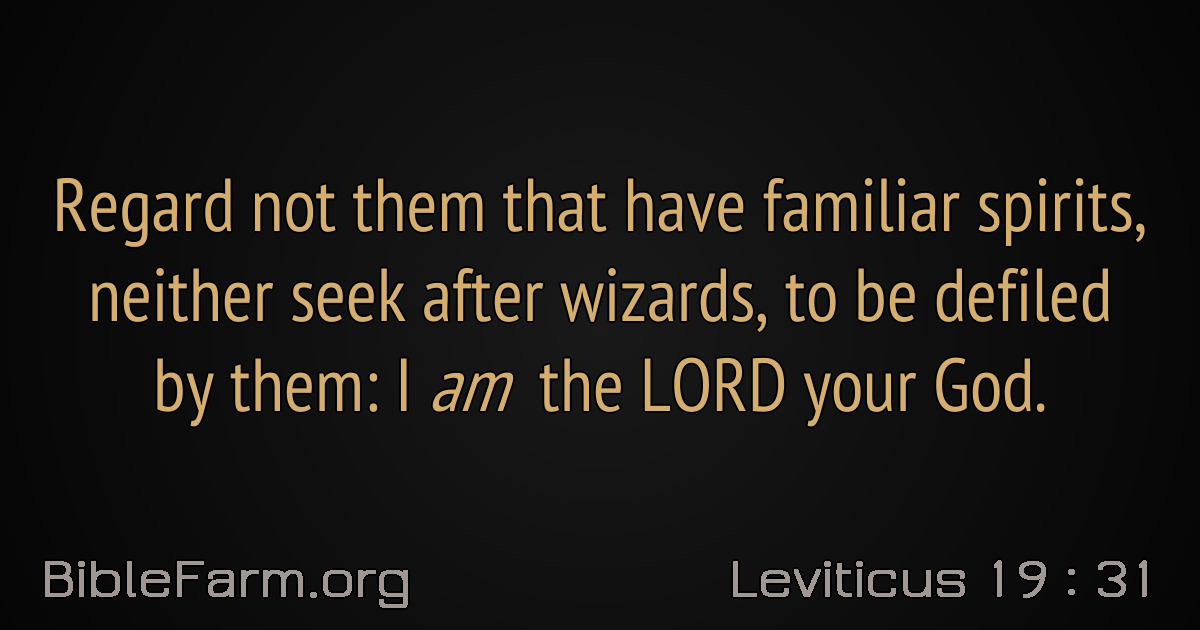 Regard not them that have familiar spirits,
neither seek after wizards, to be defiled
by them: I am the LORD your God.
BibleFarm.org
Leviticus 19 : 31